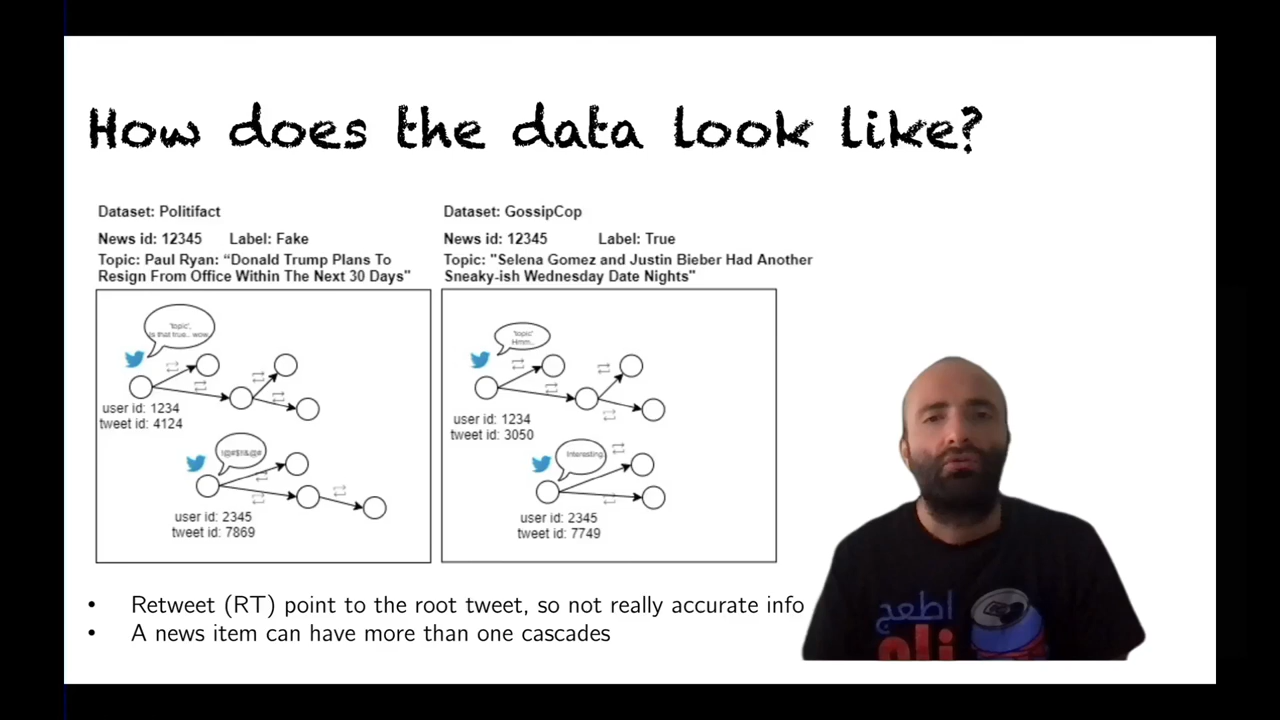 How does the data look like?
Dataset: Politifact
News id: 12345 Label: Fake
Topic: Paul Ryan: “Donald Trump Plans To
Resign From Office Within The Next 30 Days"
"topic",
is that true.. wow
user id: 1234
tweet id: 4124
!@#$!&@#
user id: 2345
tweet id: 7869
Dataset: GossipCop
News id: 12345 Label: True
Topic: "Selena Gomez and Justin Bieber Had Another
Sneaky-ish Wednesday Date Nights"
"topic"
Hmm..
user id: 1234
tweet id: 3050
Interesting
user id: 2345
tweet id: 7749
• Retweet (RT) point to the root tweet, so not really accurate info
• A news item can have more than one cascades